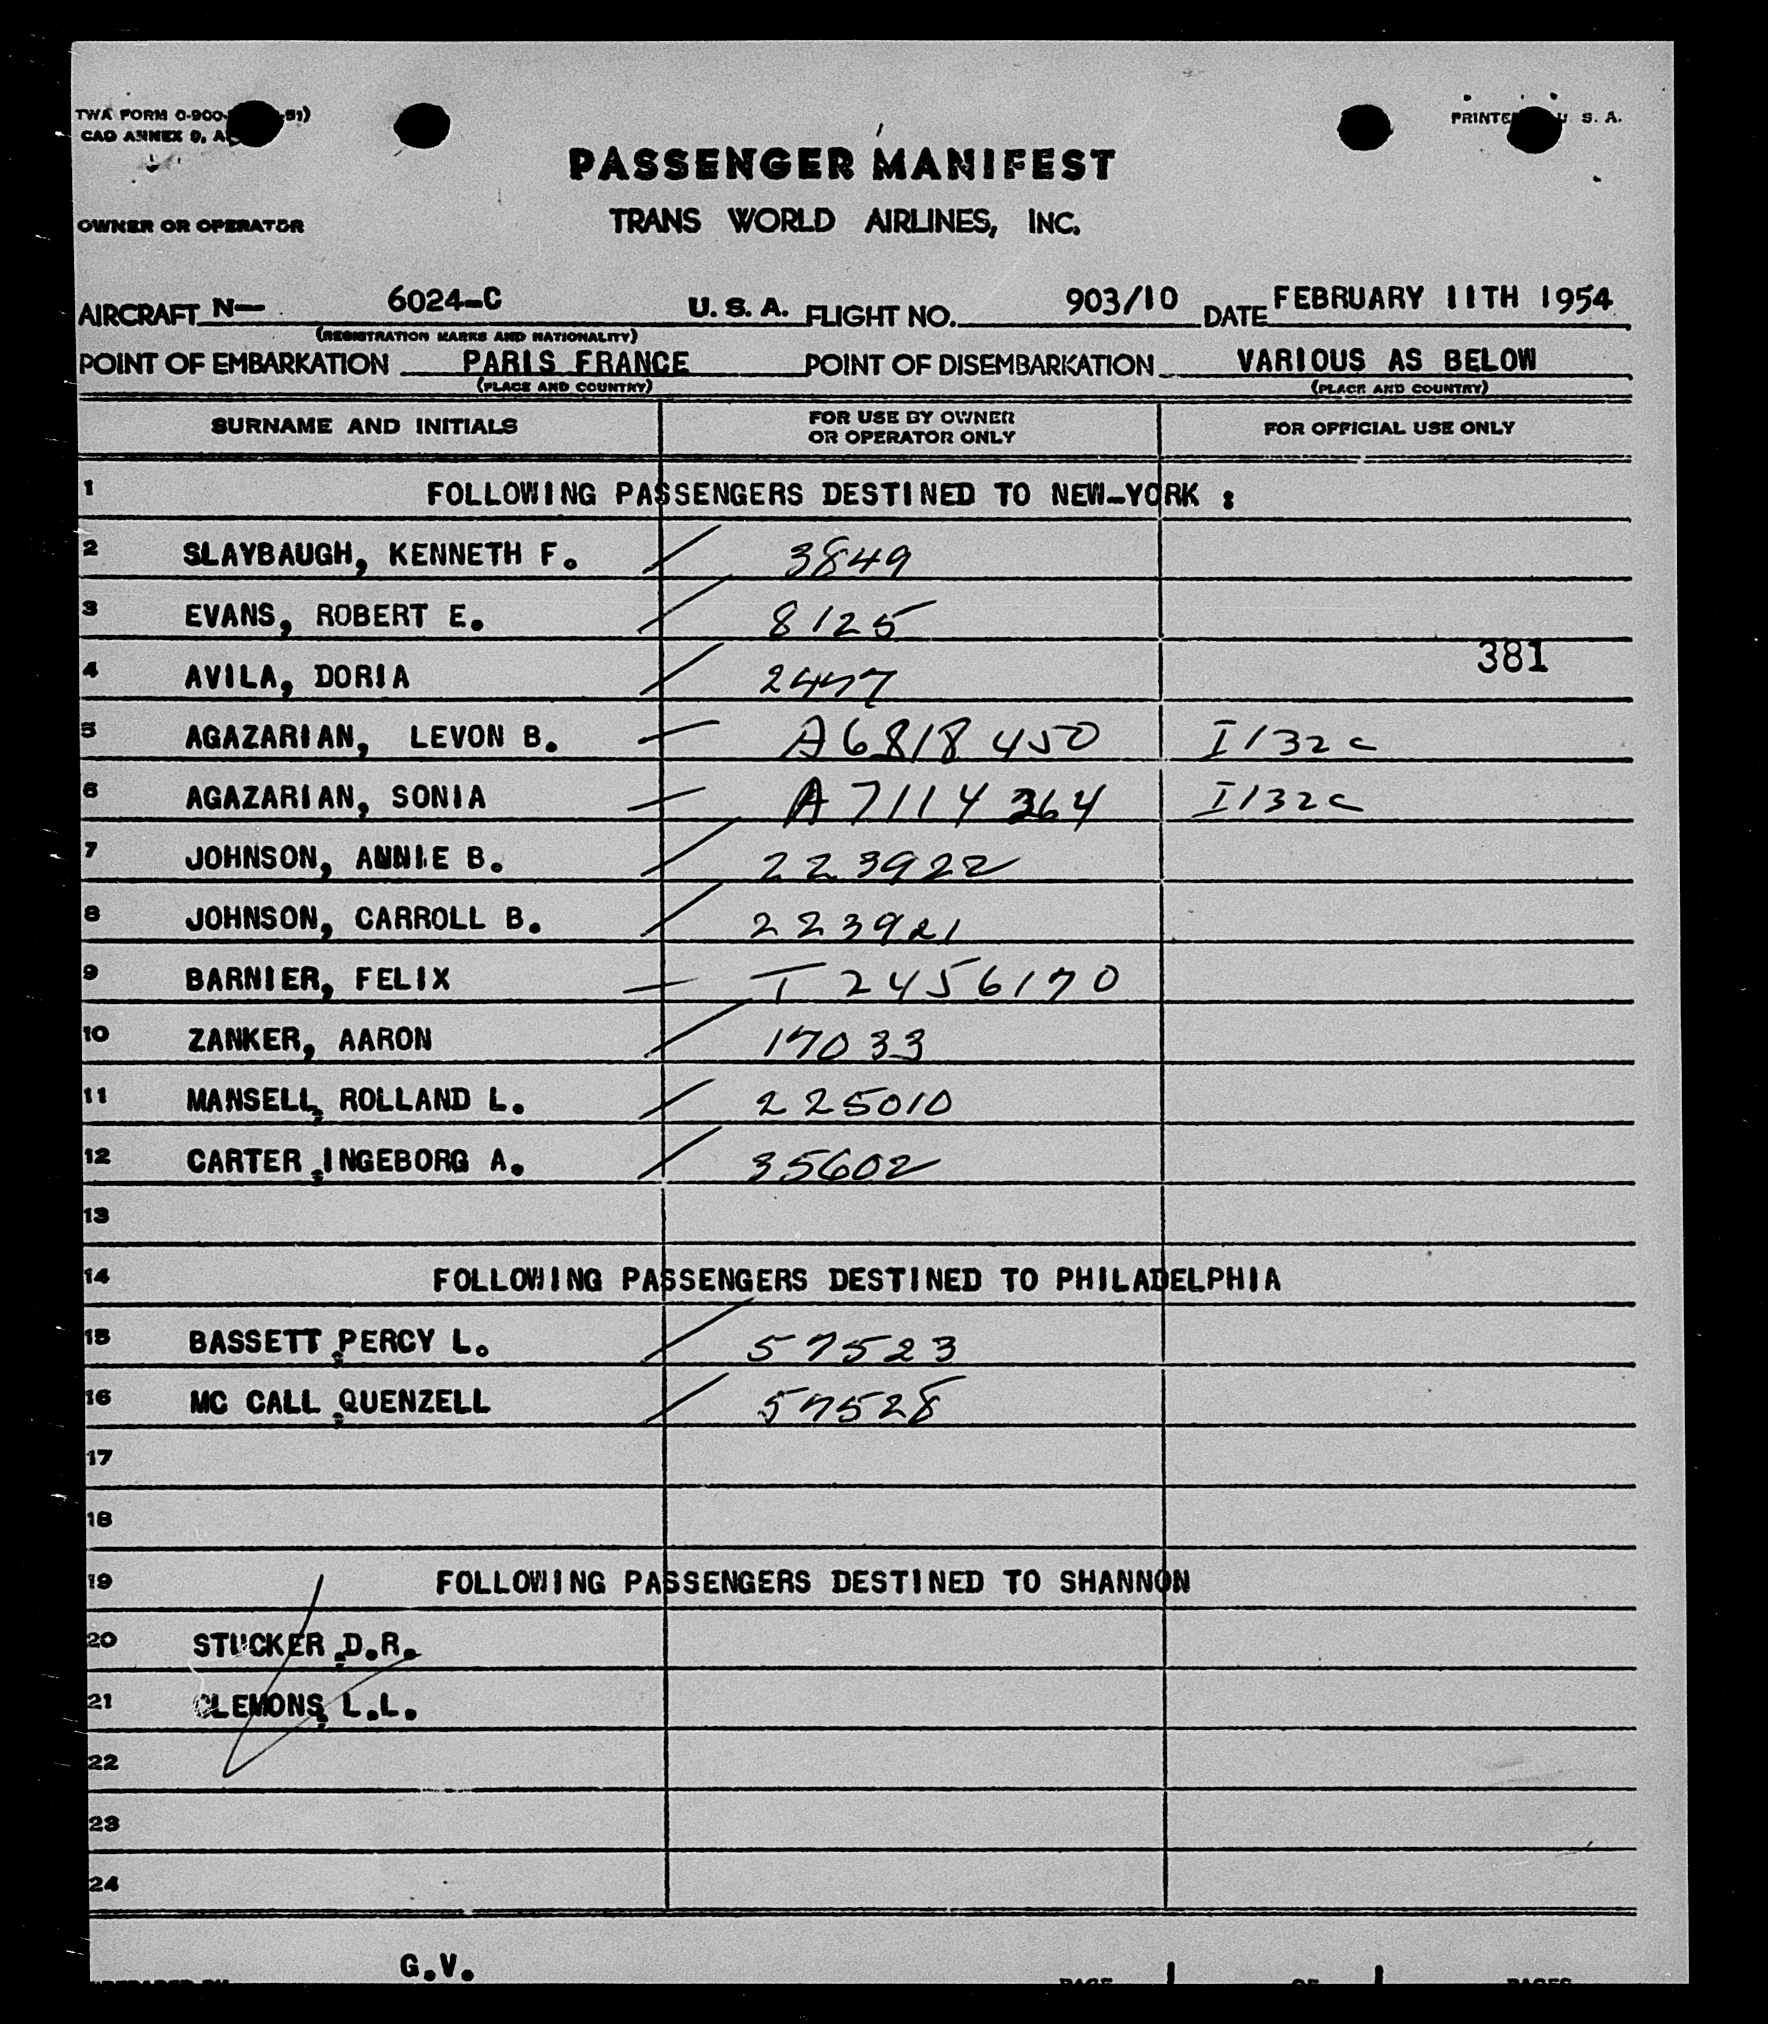 TWA FORM O-900- 51)
CAO ANNEX 9, A
PRINTED U. S. A.
PASSENGER MANIFEST
OWNER OR OPERATOR
TRANS WORLD AIRLINES, INC.
AIRCRAFT N— 6024-C U. S. A. FLIGHT NO. 903/10 DATE FEBRUARY 11TH 1954
(REGISTRATION MARKS AND NATIONALITY)
POINT OF EMBARKATION PARIS FRANCE POINT OF DISEMBARKATION VARIOUS AS BELOW
(PLACE AND COUNTRY) (PLACE AND COUNTRY)
SURNAME AND INITIALS FOR USE BY OWNER OR OPERATOR ONLY FOR OFFICIAL USE ONLY
1 FOLLOWING PASSENGERS DESTINED TO NEW-YORK :
2 SLAYBAUGH, KENNETH F. 3849
3 EVANS, ROBERT E. 8125
381
4 AVILA, DORIA 2477
5 AGAZARIAN, LEVON B. A6818450 I132c
6 AGAZARIAN, SONIA A7114364 I132c
7 JOHNSON, ANNIE B. 223922
8 JOHNSON, CARROLL B. 223921
9 BARNIER, FELIX T2456170
10 ZANKER, AARON 17033
11 MANSELL, ROLLAND L. 225010
12 CARTER, INGEBORG A. 35602
13
14 FOLLOWING PASSENGERS DESTINED TO PHILADELPHIA
15 BASSETT, PERCY L. 57523
16 MC CALL, QUENZELL 57528
17
18
19 FOLLOWING PASSENGERS DESTINED TO SHANNON
20 STUCKER, D.R.
21 CLEMONS, L.L.
22
23
24
G.V.
PREPARED BY PAGE OF PAGES